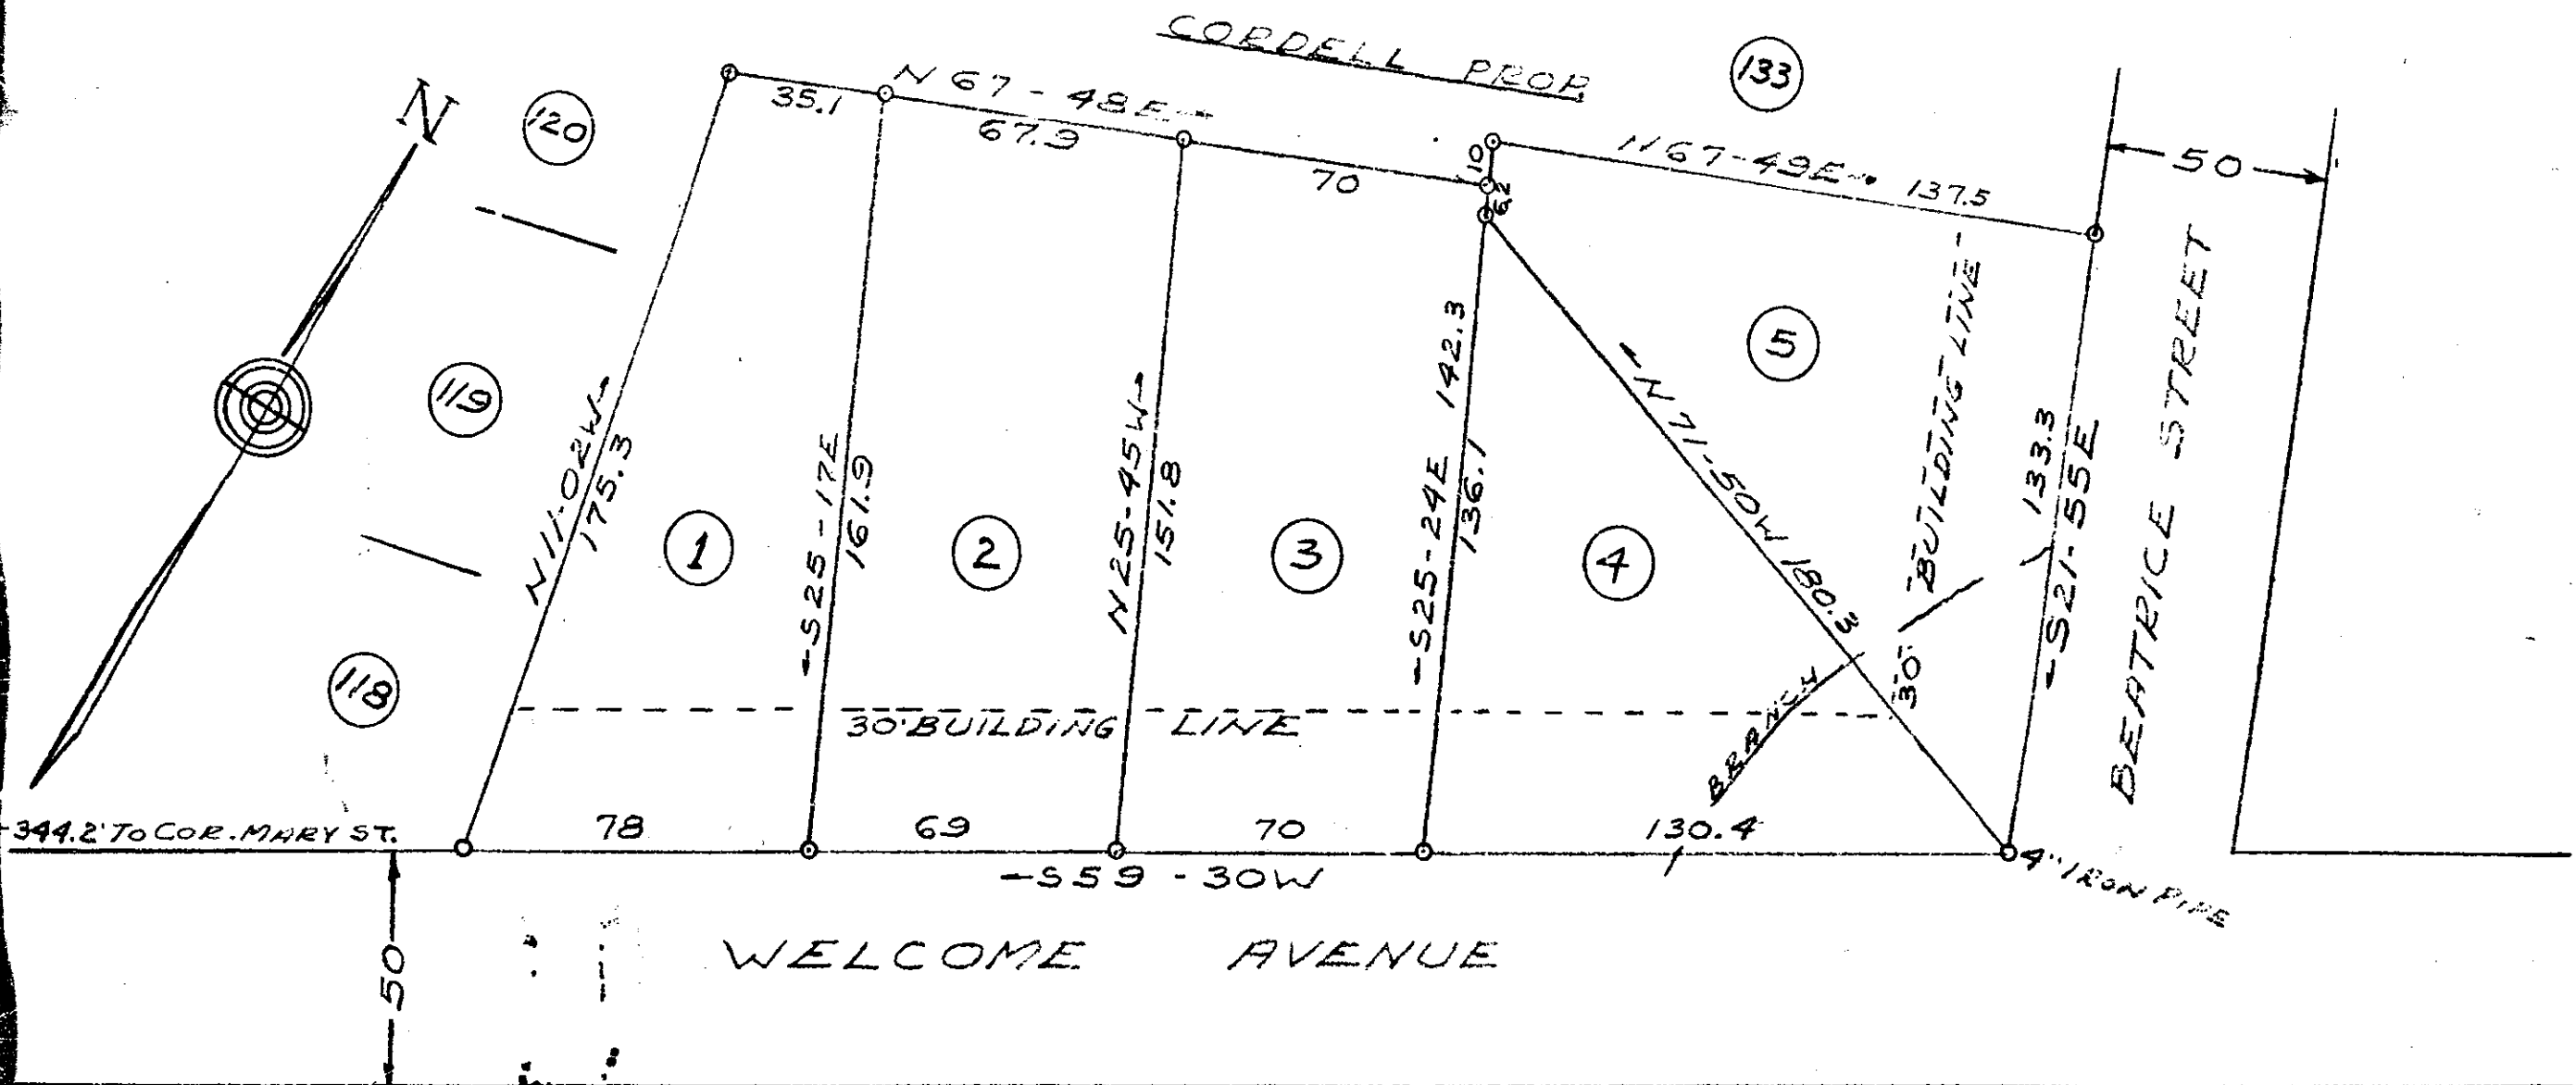 CORDELL PROP.
133
N
120
35.1
N 67-48E
67.9
70
10
6.2
N 67-49E
137.5
50
119
118
N 11-02W
175.3
1
S25-17E
161.9
2
N25-45W
151.8
3
S25-24E 142.3
136.1
4
N 71-50W 180.3
5
30' BUILDING LINE
133.3
S21-55E
BEATRICE STREET
30' BUILDING LINE
BRANCH
344.2' TO COR. MARY ST.
78
69
70
130.4
4" IRON PIPE
S59-30W
50
WELCOME AVENUE